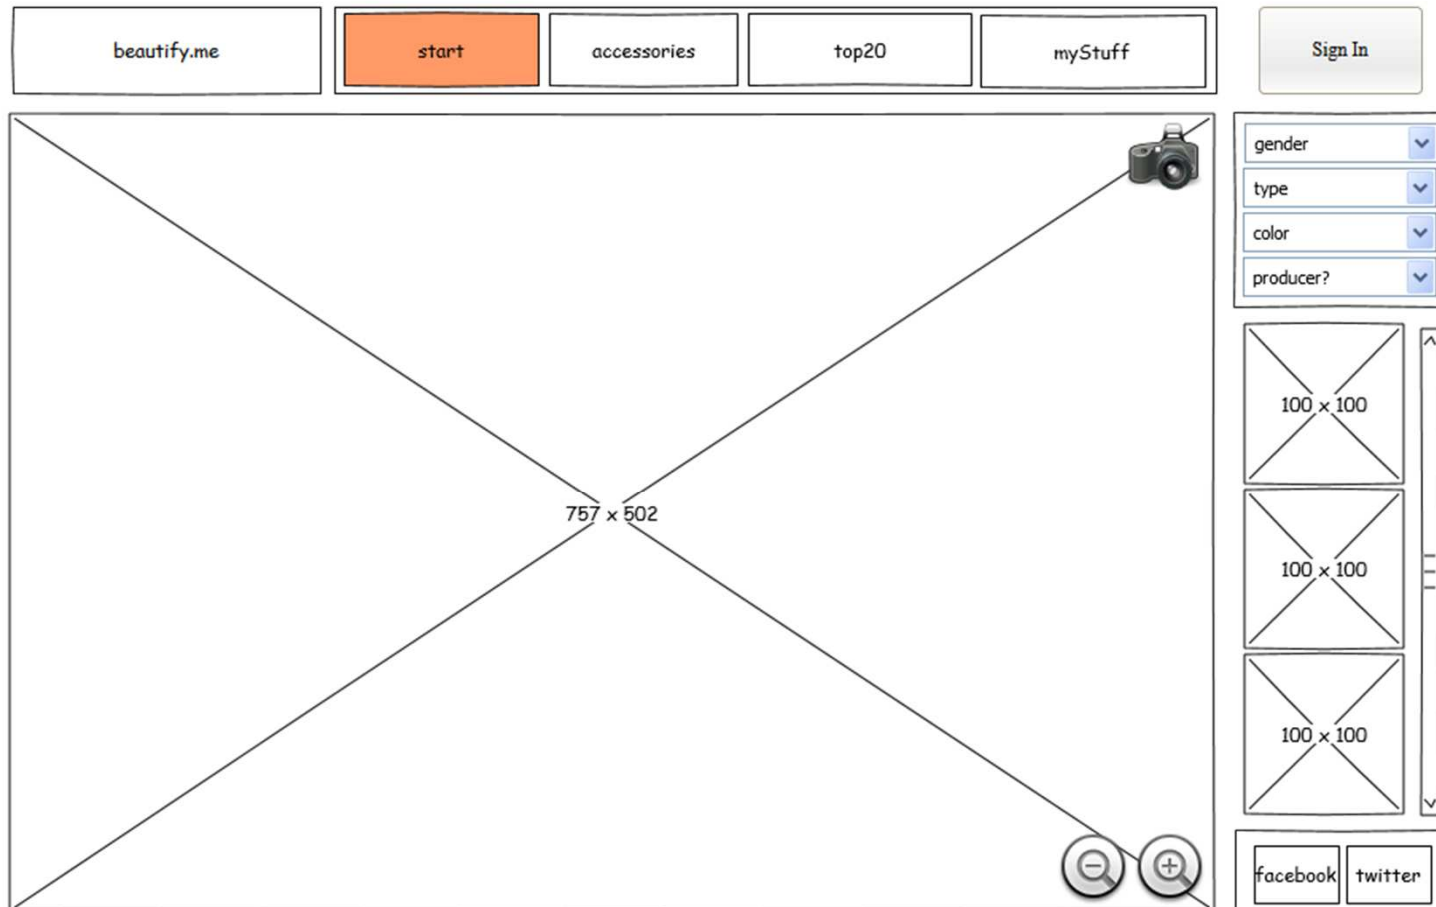 beautify.me
start
accessories
top20
myStuff
Sign In
gender
type
color
producer?
757 x 502
100 x 100
100 x 100
100 x 100
facebook
twitter